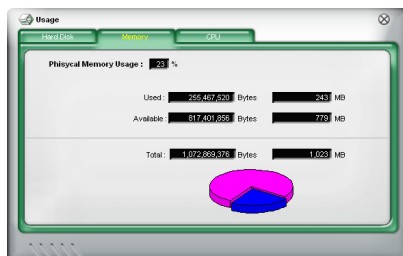 Usage
Hard Disk Memory CPU
Phisycal Memory Usage : 23 %
Used : 255,467,520 Bytes 243 MB
Available : 817,401,856 Bytes 779 MB
Total : 1,072,869,376 Bytes 1,023 MB